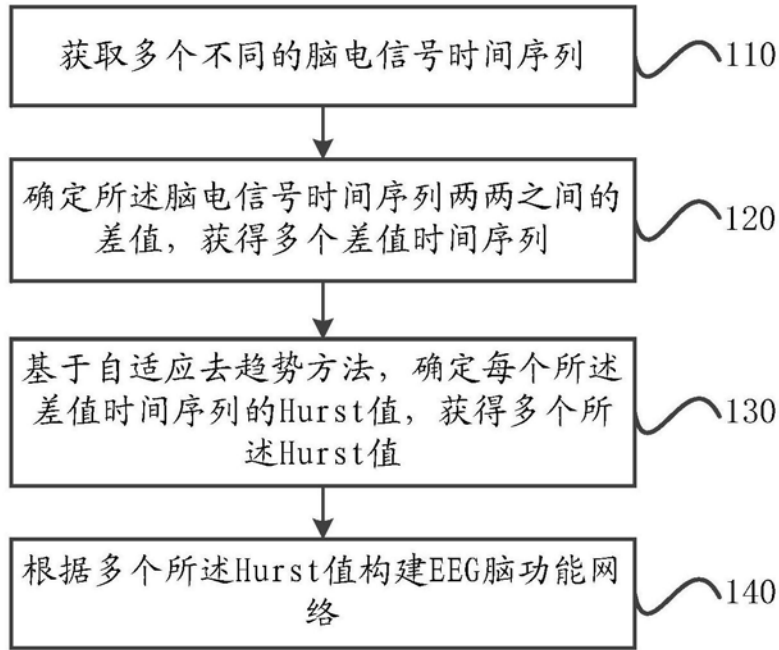 获取多个不同的脑电信号时间序列
110
确定所述脑电信号时间序列两两之间的
差值，获得多个差值时间序列
120
基于自适应去趋势方法，确定每个所述
差值时间序列的Hurst值，获得多个所
述Hurst值
130
根据多个所述Hurst值构建EEG脑功能网
络
140